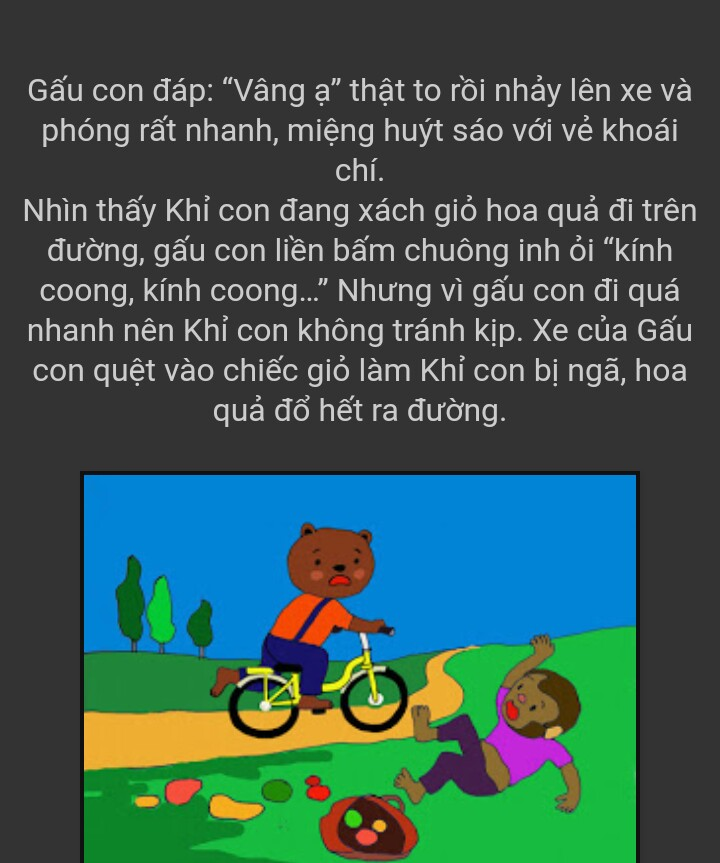 Gấu con đáp: “Vâng ạ” thật to rồi nhảy lên xe và
phóng rất nhanh, miệng huýt sáo với vẻ khoái
chí.
Nhìn thấy Khỉ con đang xách giỏ hoa quả đi trên
đường, gấu con liền bấm chuông inh ỏi “kính
coong, kính coong...” Nhưng vì gấu con đi quá
nhanh nên Khỉ con không tránh kịp. Xe của Gấu
con quệt vào chiếc giỏ làm Khỉ con bị ngã, hoa
quả đổ hết ra đường.